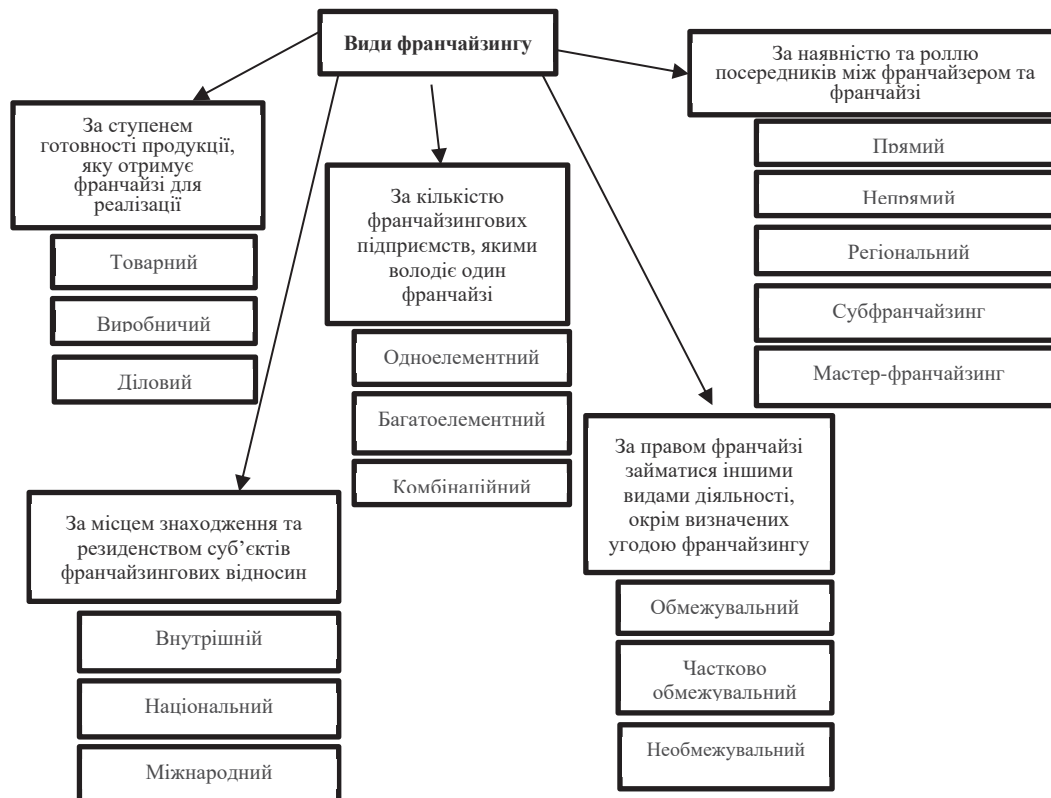 Види франчайзингу
За ступенем
готовності продукції,
яку отримує
франчайзі для
реалізації
Товарний
Виробничий
Діловий
За місцем знаходження та
резиденством суб’єктів
франчайзингових відносин
Внутрішній
Національний
Міжнародний
За кількістю
франчайзингових
підприємств, якими
володіє один
франчайзі
Одноелементний
Багатоелементний
Комбінаційний
За правом франчайзі
займатися іншими
видами діяльності,
окрім визначених
угодою франчайзингу
Обмежувальний
Частково
обмежувальний
Необмежувальний
За наявністю та роллю
посередників між франчайзером та
франчайзі
Прямий
Непрямий
Регіональний
Субфранчайзинг
Мастер-франчайзинг